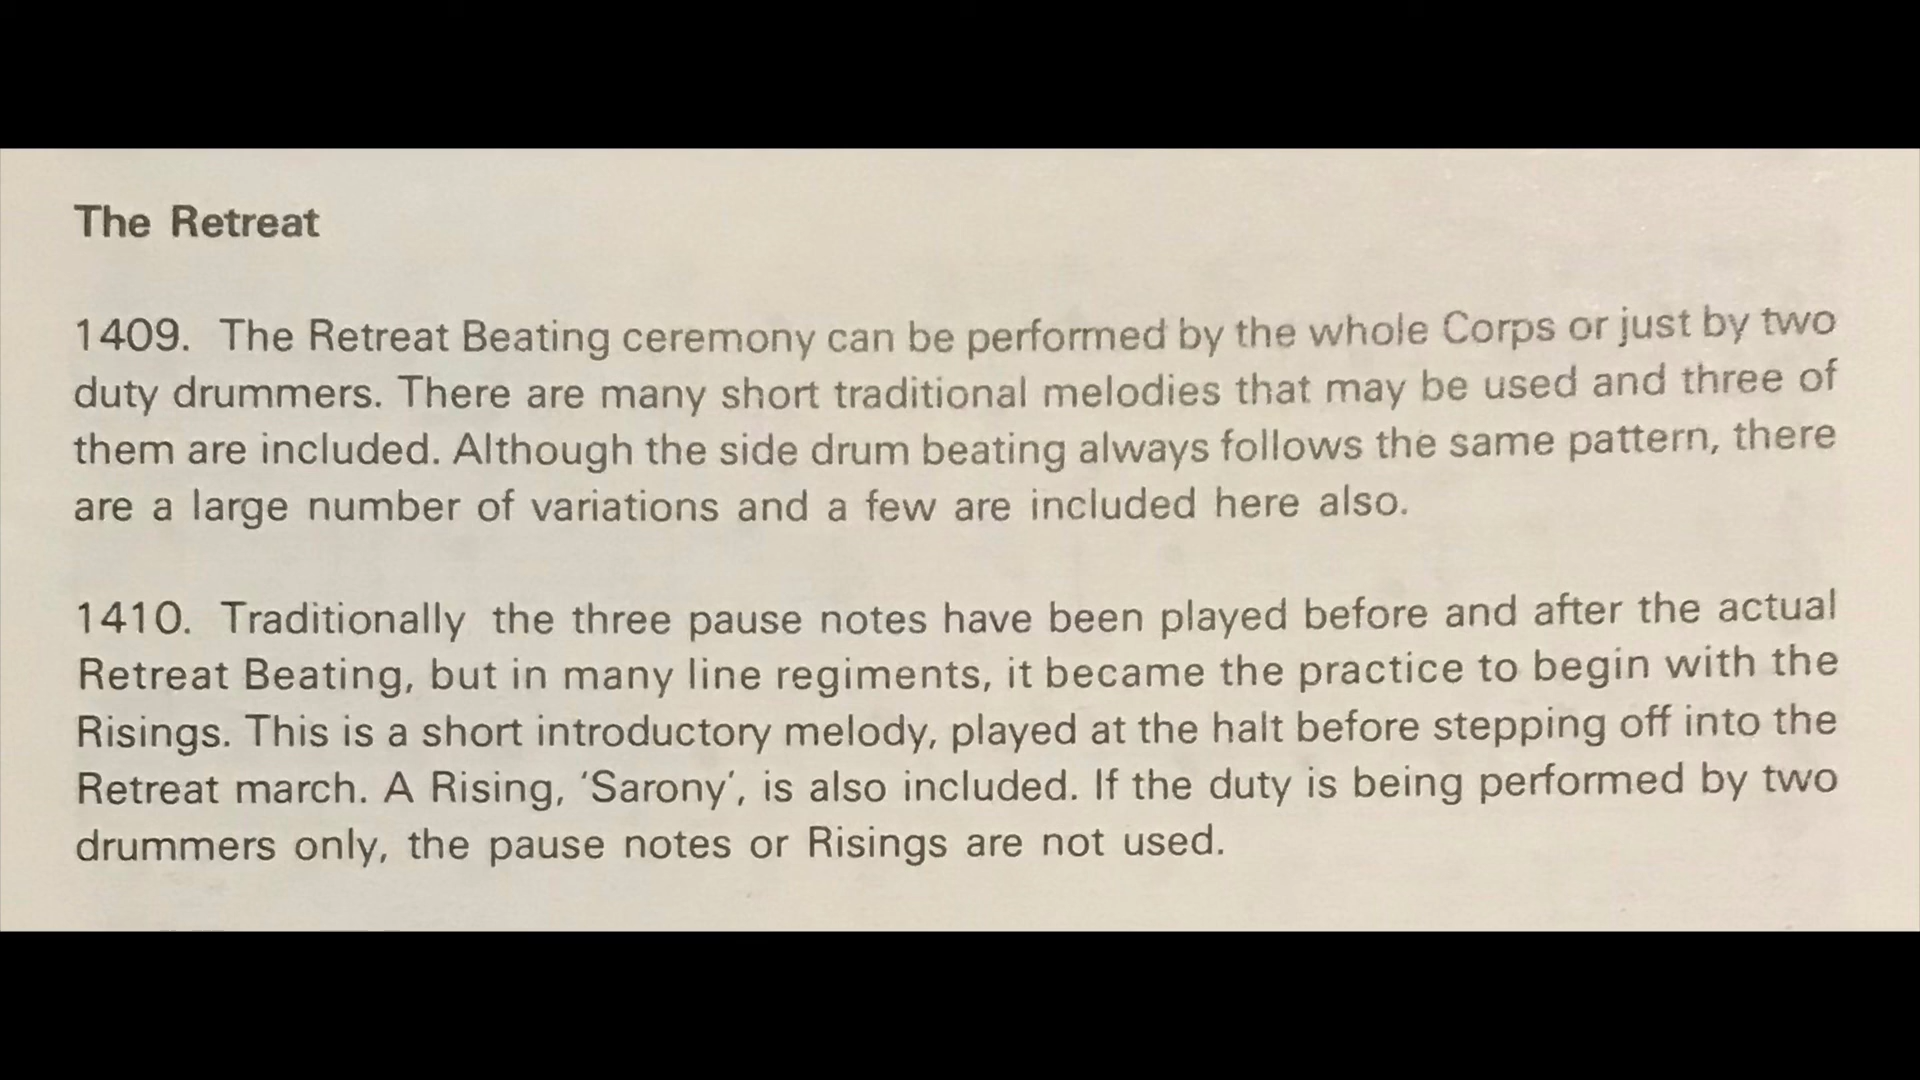 The Retreat
1409. The Retreat Beating ceremony can be performed by the whole Corps or just by two
duty drummers. There are many short traditional melodies that may be used and three of
them are included. Although the side drum beating always follows the same pattern, there
are a large number of variations and a few are included here also.
1410. Traditionally the three pause notes have been played before and after the actual
Retreat Beating, but in many line regiments, it became the practice to begin with the
Risings. This is a short introductory melody, played at the halt before stepping off into the
Retreat march. A Rising, ‘Sarony’, is also included. If the duty is being performed by two
drummers only, the pause notes or Risings are not used.